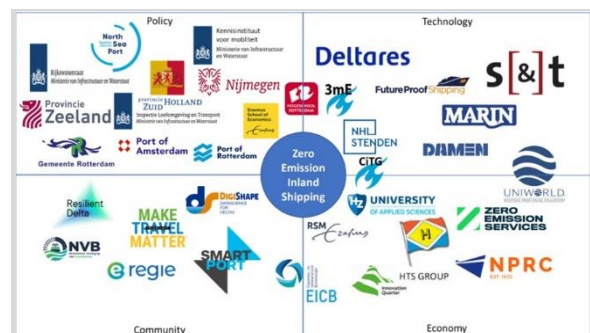 Policy
Technology
North
Sea
Port
Kennisinstituut
voor mobiliteit
Ministerie van Infrastructuur
en Waterstaat
Rijkswaterstaat
Ministerie van Infrastructuur en Waterstaat
Nijmegen
Provincie
Zeeland
provincie
ZUID HOLLAND
Inspectie Leefomgeving en Transport
Ministerie van Infrastructuur en Waterstaat
Erasmus
School of
Economics
Erasmus
HOGESCHOOL
ROTTERDAM
Gemeente Rotterdam
Port of
Amsterdam
Port of
Rotterdam
Deltares
s[&]t
3mE
FutureProofShipping
MARIN
NHL
STENDEN
DAMEN
CiTG
UNIWORLD
Zero
Emission
Inland
Shipping
Resilient
Delta
DIGISHAPE
MAKE
TRAVEL
MATTER
NVB
regie
SMART
PORT
EICB
HZ UNIVERSITY
OF APPLIED SCIENCES
RSM
Erasmus
H
HTS GROUP
ZERO
EMISSION
SERVICES
NPRC
EST. 1935
Innovation
Quarter
Community
Economy